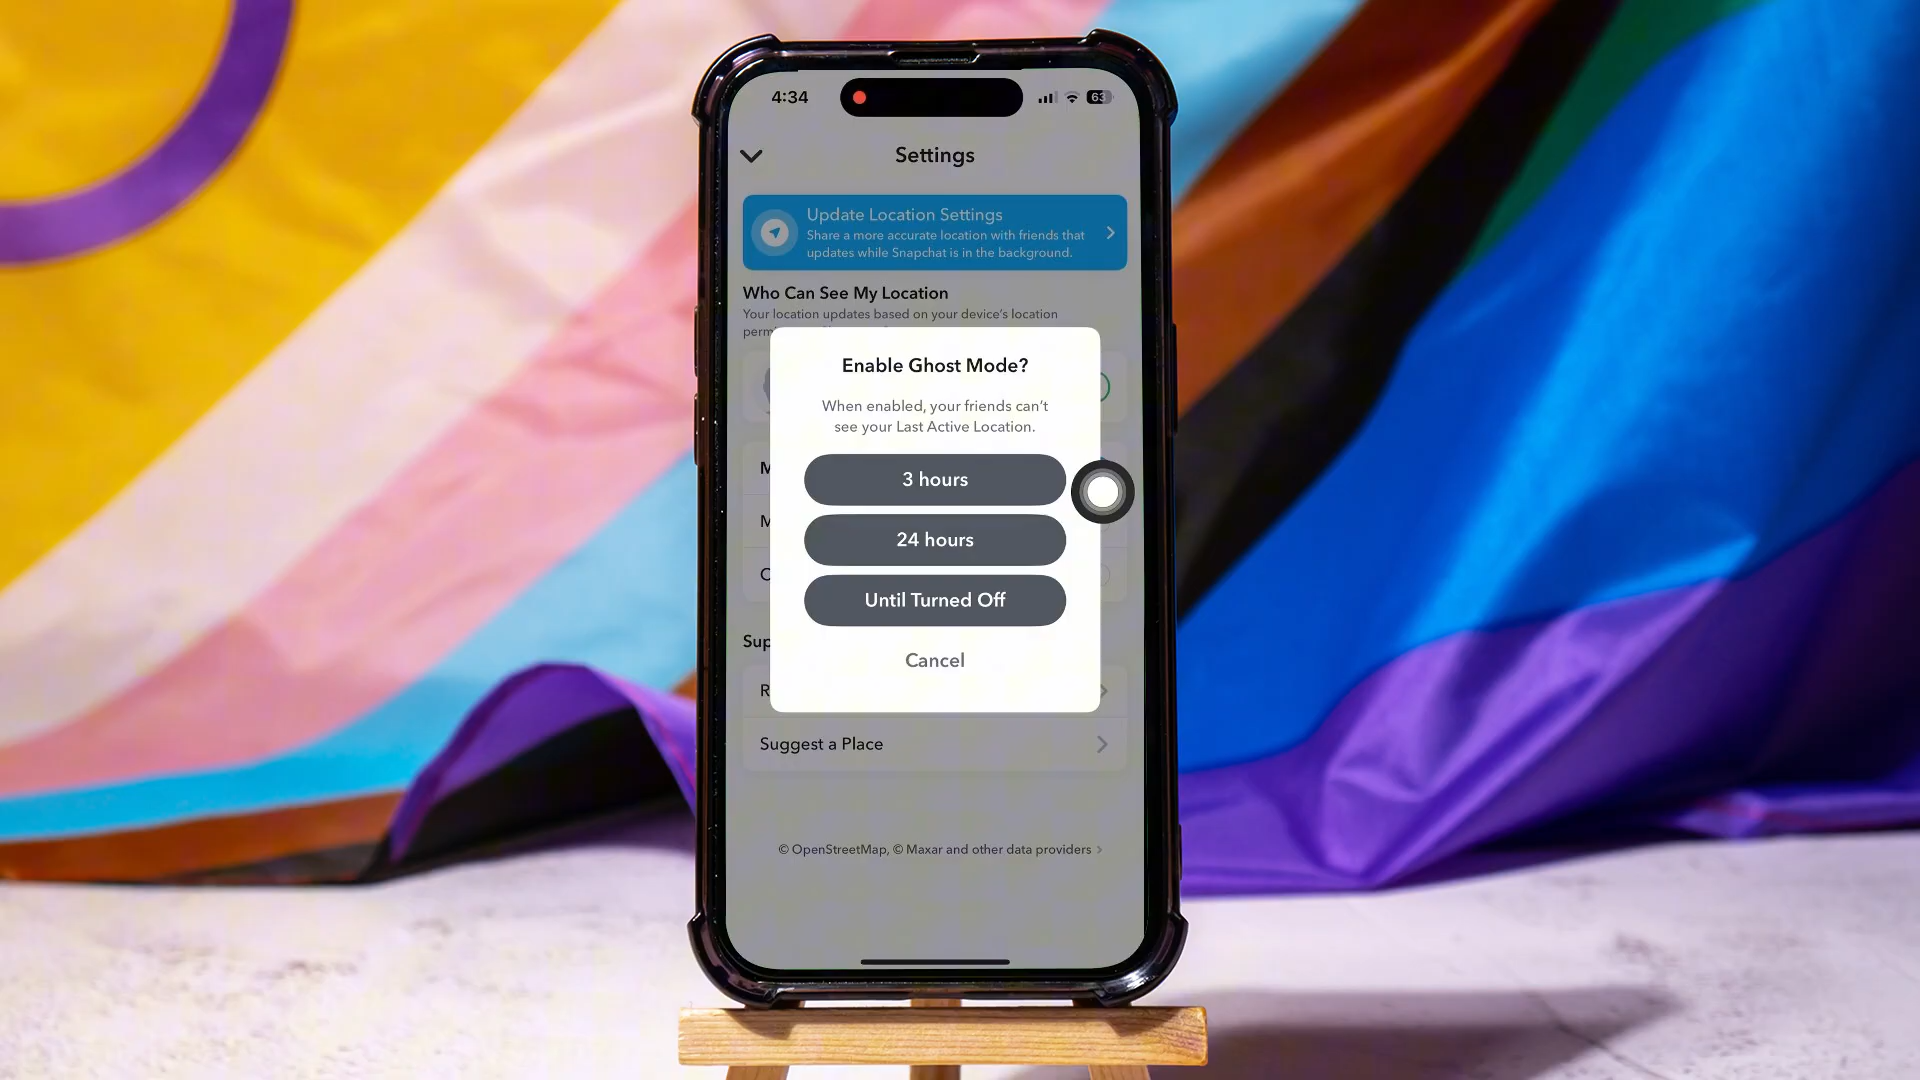 4:34
63
Settings
Update Location Settings
Share a more accurate location with friends that
updates while Snapchat is in the background.
Who Can See My Location
Your location updates based on your device's location
Enable Ghost Mode?
When enabled, your friends can't
see your Last Active Location.
3 hours
24 hours
Until Turned Off
Cancel
Suggest a Place
© OpenStreetMap, © Maxar and other data providers